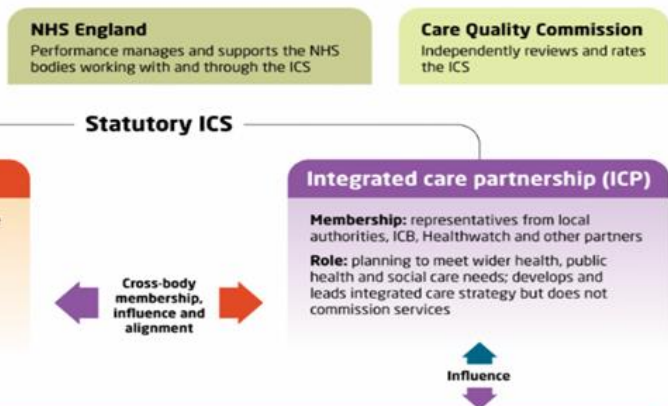 NHS England
Performance manages and supports the NHS
bodies working with and through the ICS
Care Quality Commission
Independently reviews and rates
the ICS
Statutory ICS
Integrated care partnership (ICP)
Membership: representatives from local
authorities, ICB, Healthwatch and other partners
Role: planning to meet wider health, public
health and social care needs; develops and
leads integrated care strategy but does not
commission services
Cross-body
membership,
influence and
alignment
Influence